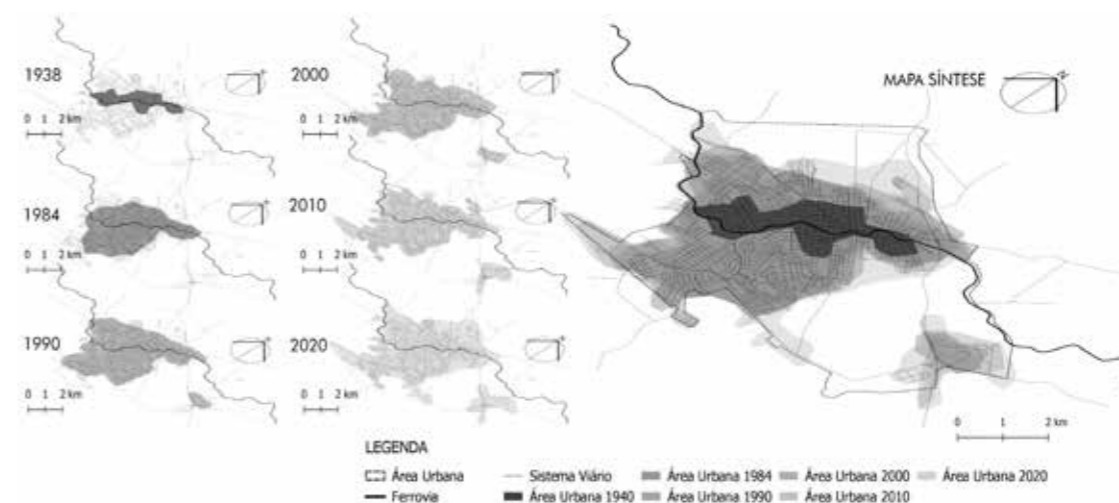 1938
0 1 2 km
2000
0 1 2 km
1984
0 1 2 km
2010
0 1 2 km
1990
0 1 2 km
2020
0 1 2 km
MAPA SÍNTESE
0 1 2 km
LEGENDA
Área Urbana
Sistema Viário
Área Urbana 1984
Área Urbana 2000
Área Urbana 2020
Ferrovia
Área Urbana 1940
Área Urbana 1990
Área Urbana 2010